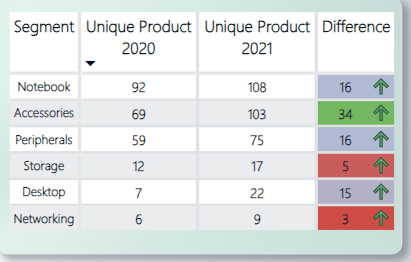 Segment Unique Product 2020 Unique Product 2021 Difference
Notebook 92 108 16
Accessories 69 103 34
Peripherals 59 75 16
Storage 12 17 5
Desktop 7 22 15
Networking 6 9 3